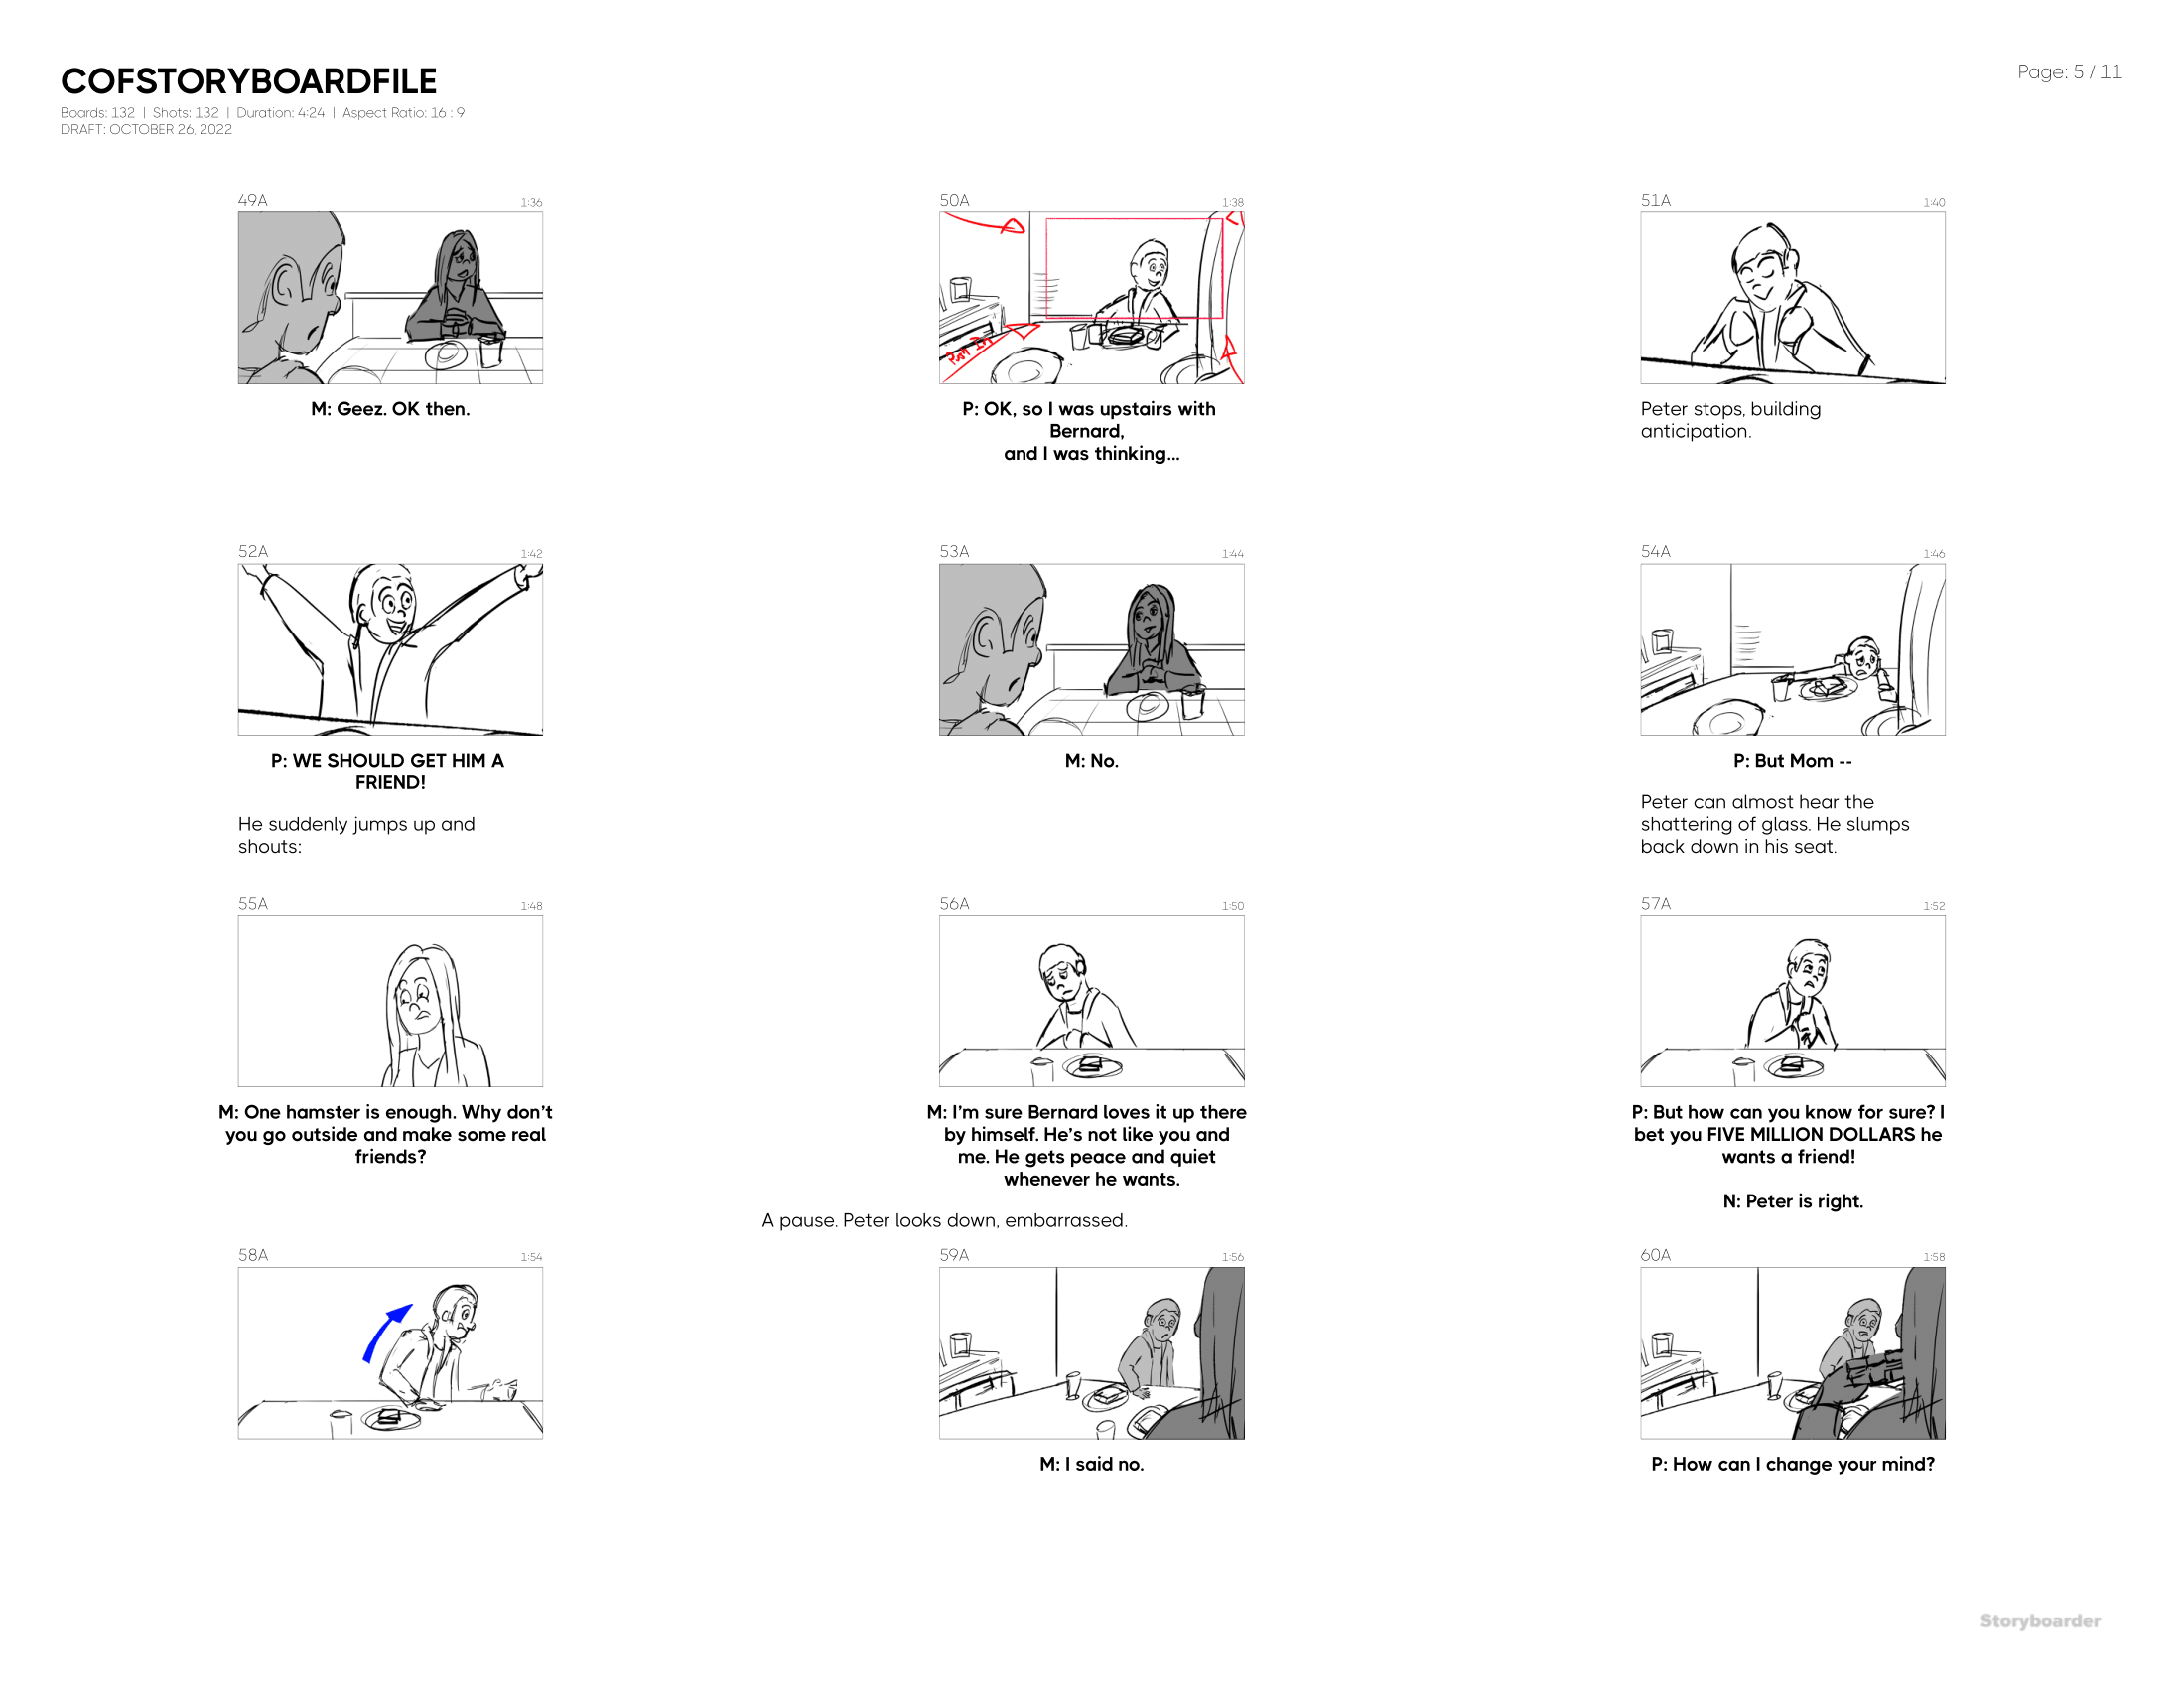 COFSTORYBOARDFILE
Boards: 132 | Shots: 132 | Duration: 4:24 | Aspect Ratio: 16 : 9
DRAFT: OCTOBER 26, 2022
Page: 5 / 11
49A 1:36
M: Geez. OK then.
50A 1:38
Push In
P: OK, so I was upstairs with
Bernard,
and I was thinking...
51A 1:40
Peter stops, building
anticipation.
52A 1:42
P: WE SHOULD GET HIM A
FRIEND!
He suddenly jumps up and
shouts:
53A 1:44
M: No.
54A 1:46
P: But Mom --
Peter can almost hear the
shattering of glass. He slumps
back down in his seat.
55A 1:48
M: One hamster is enough. Why don't
you go outside and make some real
friends?
56A 1:50
M: I'm sure Bernard loves it up there
by himself. He's not like you and
me. He gets peace and quiet
whenever he wants.
A pause. Peter looks down, embarrassed.
57A 1:52
P: But how can you know for sure? I
bet you FIVE MILLION DOLLARS he
wants a friend!
N: Peter is right.
58A 1:54
59A 1:56
M: I said no.
60A 1:58
P: How can I change your mind?
Storyboarder